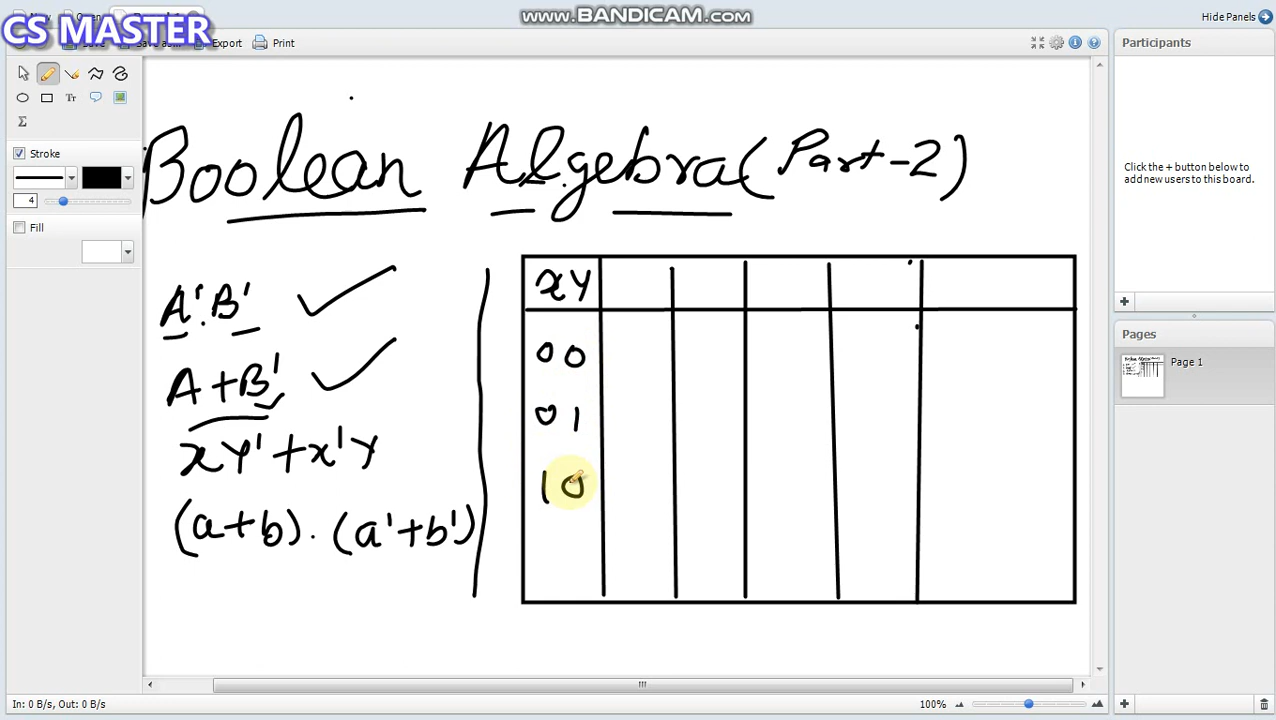 www.BANDICAM.com
CS MASTER
Hide Panels
Export
Print
Stroke
4
Fill
Boolean Algebra (Part-2)
A'.B'
A+B'
xY'+x'Y
(a+b).(a'+b')
xY
00
01
10
Participants
Click the + button below to
add new users to this board.
Pages
Page 1
In: 0 B/s, Out: 0 B/s
100%